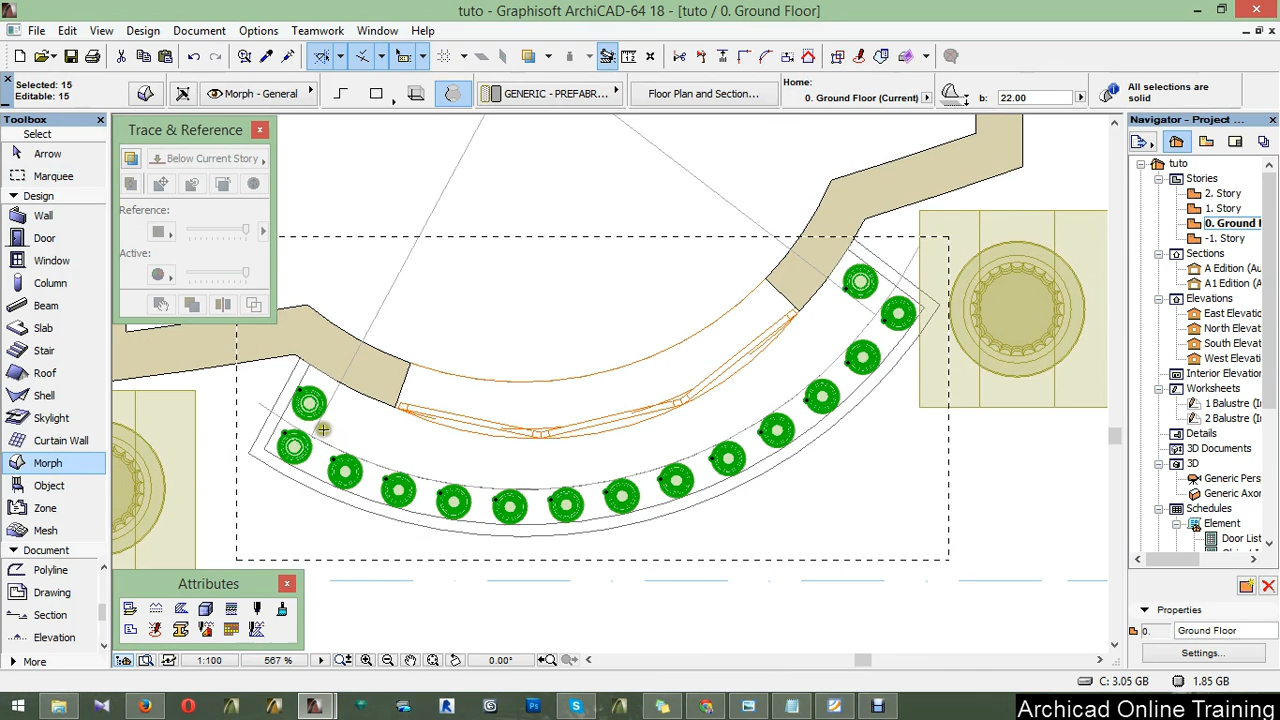 tuto - Graphisoft ArchiCAD-64 18 - [tuto / 0. Ground Floor]
File Edit View Design Document Options Teamwork Window Help
Selected: 15
Editable: 15
Morph - General
GENERIC - PREFABR...
Floor Plan and Section...
Home:
0. Ground Floor (Current)
b: 22.00
All selections are
solid
Toolbox
Select
Arrow
Marquee
Design
Wall
Door
Window
Column
Beam
Slab
Stair
Roof
Shell
Skylight
Curtain Wall
Morph
Object
Zone
Mesh
Document
Polyline
Drawing
Section
Elevation
More
Trace & Reference
Below Current Story
Reference:
Active:
Attributes
Navigator - Project ...
tuto
Stories
2. Story
1. Story
0. Ground F
-1. Story
Sections
A Edition (Au
A1 Edition (A
Elevations
East Elevatio
North Elevat
South Elevat
West Elevatio
Interior Elevatio
Worksheets
1 Balustre (In
2 Balustre (In
Details
3D Documents
3D
Generic Pers
Generic Axor
Schedules
Element
Door List
Properties
0.
Ground Floor
Settings...
1:100
567 %
0.00°
C: 3.05 GB
1.85 GB
Archicad Online Training